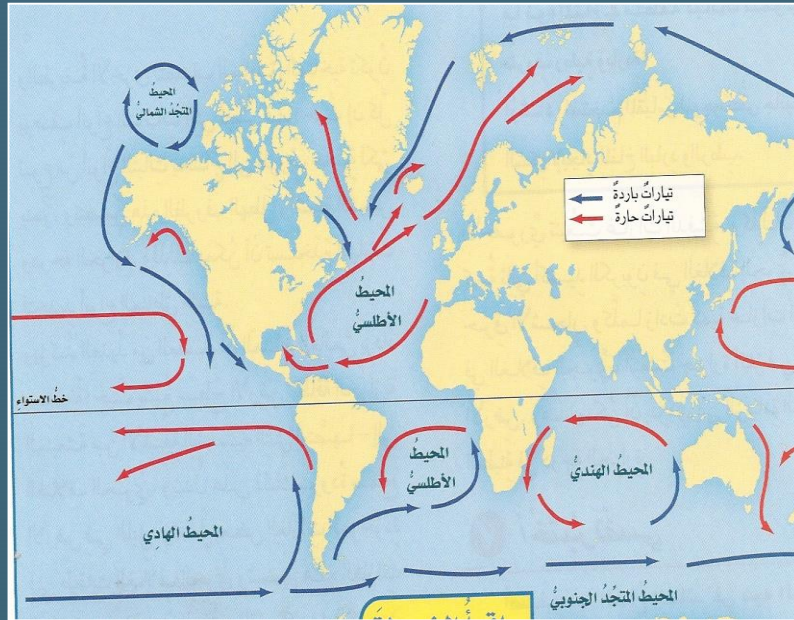 المحيطُ
المتجمّدُ الشماليُّ
تياراتٌ باردةٌ
تياراتٌ حارةٌ
المحيطُ
الأطلسيُّ
خطُّ الاستواءِ
المحيطُ
الأطلسيُّ
المحيطُ الهنديُّ
المحيطُ الهادِي
المحيطُ المتجمّدُ الجنوبيُّ